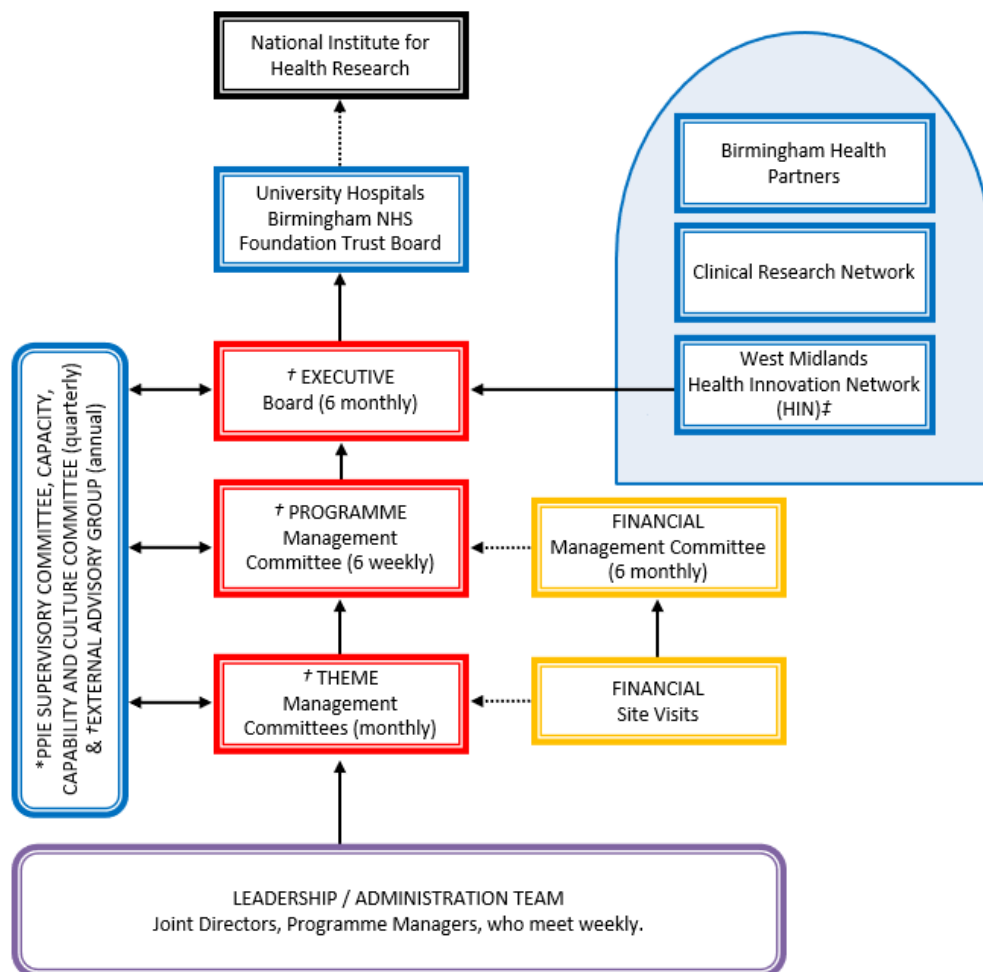 National Institute for
Health Research
University Hospitals
Birmingham NHS
Foundation Trust Board
Birmingham Health
Partners
Clinical Research Network
West Midlands
Health Innovation Network
(HIN)‡
† EXECUTIVE
Board (6 monthly)
† PROGRAMME
Management
Committee (6 weekly)
FINANCIAL
Management Committee
(6 monthly)
† THEME
Management
Committees (monthly)
FINANCIAL
Site Visits
*PPIE SUPERVISORY COMMITTEE, CAPACITY,
CAPABILITY AND CULTURE COMMITTEE (quarterly)
& †EXTERNAL ADVISORY GROUP (annual)
LEADERSHIP / ADMINISTRATION TEAM
Joint Directors, Programme Managers, who meet weekly.